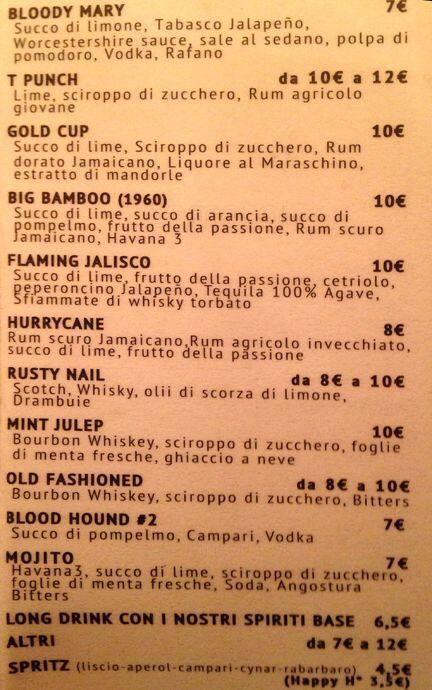 BLOODY MARY 7€
Succo di limone, Tabasco Jalapeño,
Worcestershire sauce, sale al sedano, polpa di
pomodoro, Vodka, Rafano
T PUNCH da 10€ a 12€
Lime, sciroppo di zucchero, Rum agricolo
giovane
GOLD CUP 10€
Succo di lime, Sciroppo di zucchero, Rum
dorato Jamaicano, Liquore al Maraschino,
estratto di mandorle
BIG BAMBOO (1960) 10€
Succo di lime, succo di arancia, succo di
pompelmo, frutto della passione, Rum scuro
Jamaicano, Havana 3
FLAMING JALISCO 10€
Succo di lime, frutto della passione, cetriolo,
peperoncino Jalapeño, Tequila 100% Agave,
Sfiammate di whisky torbato
HURRYCANE 8€
Rum scuro Jamaicano,Rum agricolo invecchiato,
succo di lime, frutto della passione
RUSTY NAIL da 8€ a 10€
Scotch, Whisky, olii di scorza di limone,
Drambuie
MINT JULEP 10€
Bourbon Whiskey, sciroppo di zucchero, foglie
di menta fresche, ghiaccio a neve
OLD FASHIONED da 8€ a 10€
Bourbon Whiskey, sciroppo di zucchero, Bitters
BLOOD HOUND #2 7€
Succo di pompelmo, Campari, Vodka
MOJITO 7€
Havana3, succo di lime, sciroppo di zucchero,
foglie di menta fresche, Soda, Angostura
Bitters
LONG DRINK CON I NOSTRI SPIRITI BASE 6,5€
ALTRI da 7€ a 12€
SPRITZ (liscio-aperol-campari-cynar-rabarbaro) 4,5€
(Happy H° 3,5€)